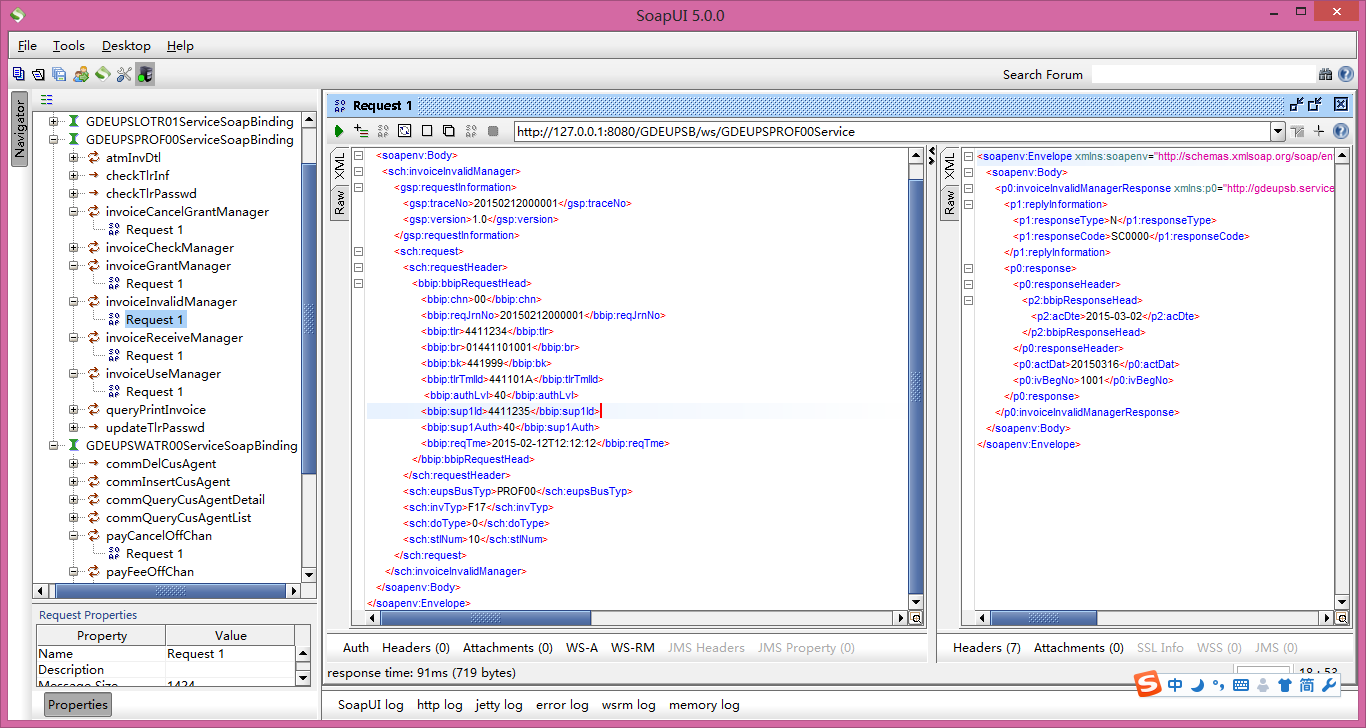 SoapUI 5.0.0
File Tools Desktop Help
Search Forum
Navigator
GDEUPSLOTR01ServiceSoapBinding
GDEUPSPROF00ServiceSoapBinding
atmInvDtl
checkTlrInf
checkTlrPasswd
invoiceCancelGrantManager
Request 1
invoiceCheckManager
invoiceGrantManager
Request 1
invoiceInvalidManager
Request 1
invoiceReceiveManager
Request 1
invoiceUseManager
Request 1
queryPrintInvoice
updateTlrPasswd
GDEUPSWATR00ServiceSoapBinding
commDelCusAgent
commInsertCusAgent
commQueryCusAgentDetail
commQueryCusAgentList
payCancelOffChan
Request 1
payFeeOffChan
Request Properties
Property Value
Name Request 1
Description
Message Size 1424
Properties
Request 1
http://127.0.0.1:8080/GDEUPSB/ws/GDEUPSPROF00Service
XML
Raw
<soapenv:Body>
<sch:invoiceInvalidManager>
<gsp:requestInformation>
<gsp:traceNo>20150212000001</gsp:traceNo>
<gsp:version>1.0</gsp:version>
</gsp:requestInformation>
<sch:request>
<sch:requestHeader>
<bbip:bbipRequestHead>
<bbip:chn>00</bbip:chn>
<bbip:reqJrnNo>20150212000001</bbip:reqJrnNo>
<bbip:tlr>4411234</bbip:tlr>
<bbip:br>01441101001</bbip:br>
<bbip:bk>441999</bbip:bk>
<bbip:tlrTmlId>441101A</bbip:tlrTmlId>
<bbip:authLvl>40</bbip:authLvl>
<bbip:sup1Id>4411235</bbip:sup1Id>
<bbip:sup1Auth>40</bbip:sup1Auth>
<bbip:reqTme>2015-02-12T12:12:12</bbip:reqTme>
</bbip:bbipRequestHead>
</sch:requestHeader>
<sch:eupsBusTyp>PROF00</sch:eupsBusTyp>
<sch:invTyp>F17</sch:invTyp>
<sch:doType>0</sch:doType>
<sch:stlNum>10</sch:stlNum>
</sch:request>
</sch:invoiceInvalidManager>
</soapenv:Body>
</soapenv:Envelope>
Auth Headers (0) Attachments (0) WS-A WS-RM JMS Headers JMS Property (0)
XML
Raw
<soapenv:Envelope xmlns:soapenv="http://schemas.xmlsoap.org/soap/en
<soapenv:Body>
<p0:invoiceInvalidManagerResponse xmlns:p0="http://gdeupsb.service
<p1:replyInformation>
<p1:responseType>N</p1:responseType>
<p1:responseCode>SC0000</p1:responseCode>
</p1:replyInformation>
<p0:response>
<p0:responseHeader>
<p2:bbipResponseHead>
<p2:acDte>2015-03-02</p2:acDte>
</p2:bbipResponseHead>
</p0:responseHeader>
<p0:actDat>20150316</p0:actDat>
<p0:ivBegNo>1001</p0:ivBegNo>
</p0:response>
</p0:invoiceInvalidManagerResponse>
</soapenv:Body>
</soapenv:Envelope>
Headers (7) Attachments (0) SSL Info WSS (0) JMS (0)
response time: 91ms (719 bytes)
18 : 53
中 简
SoapUI log http log jetty log error log wsrm log memory log